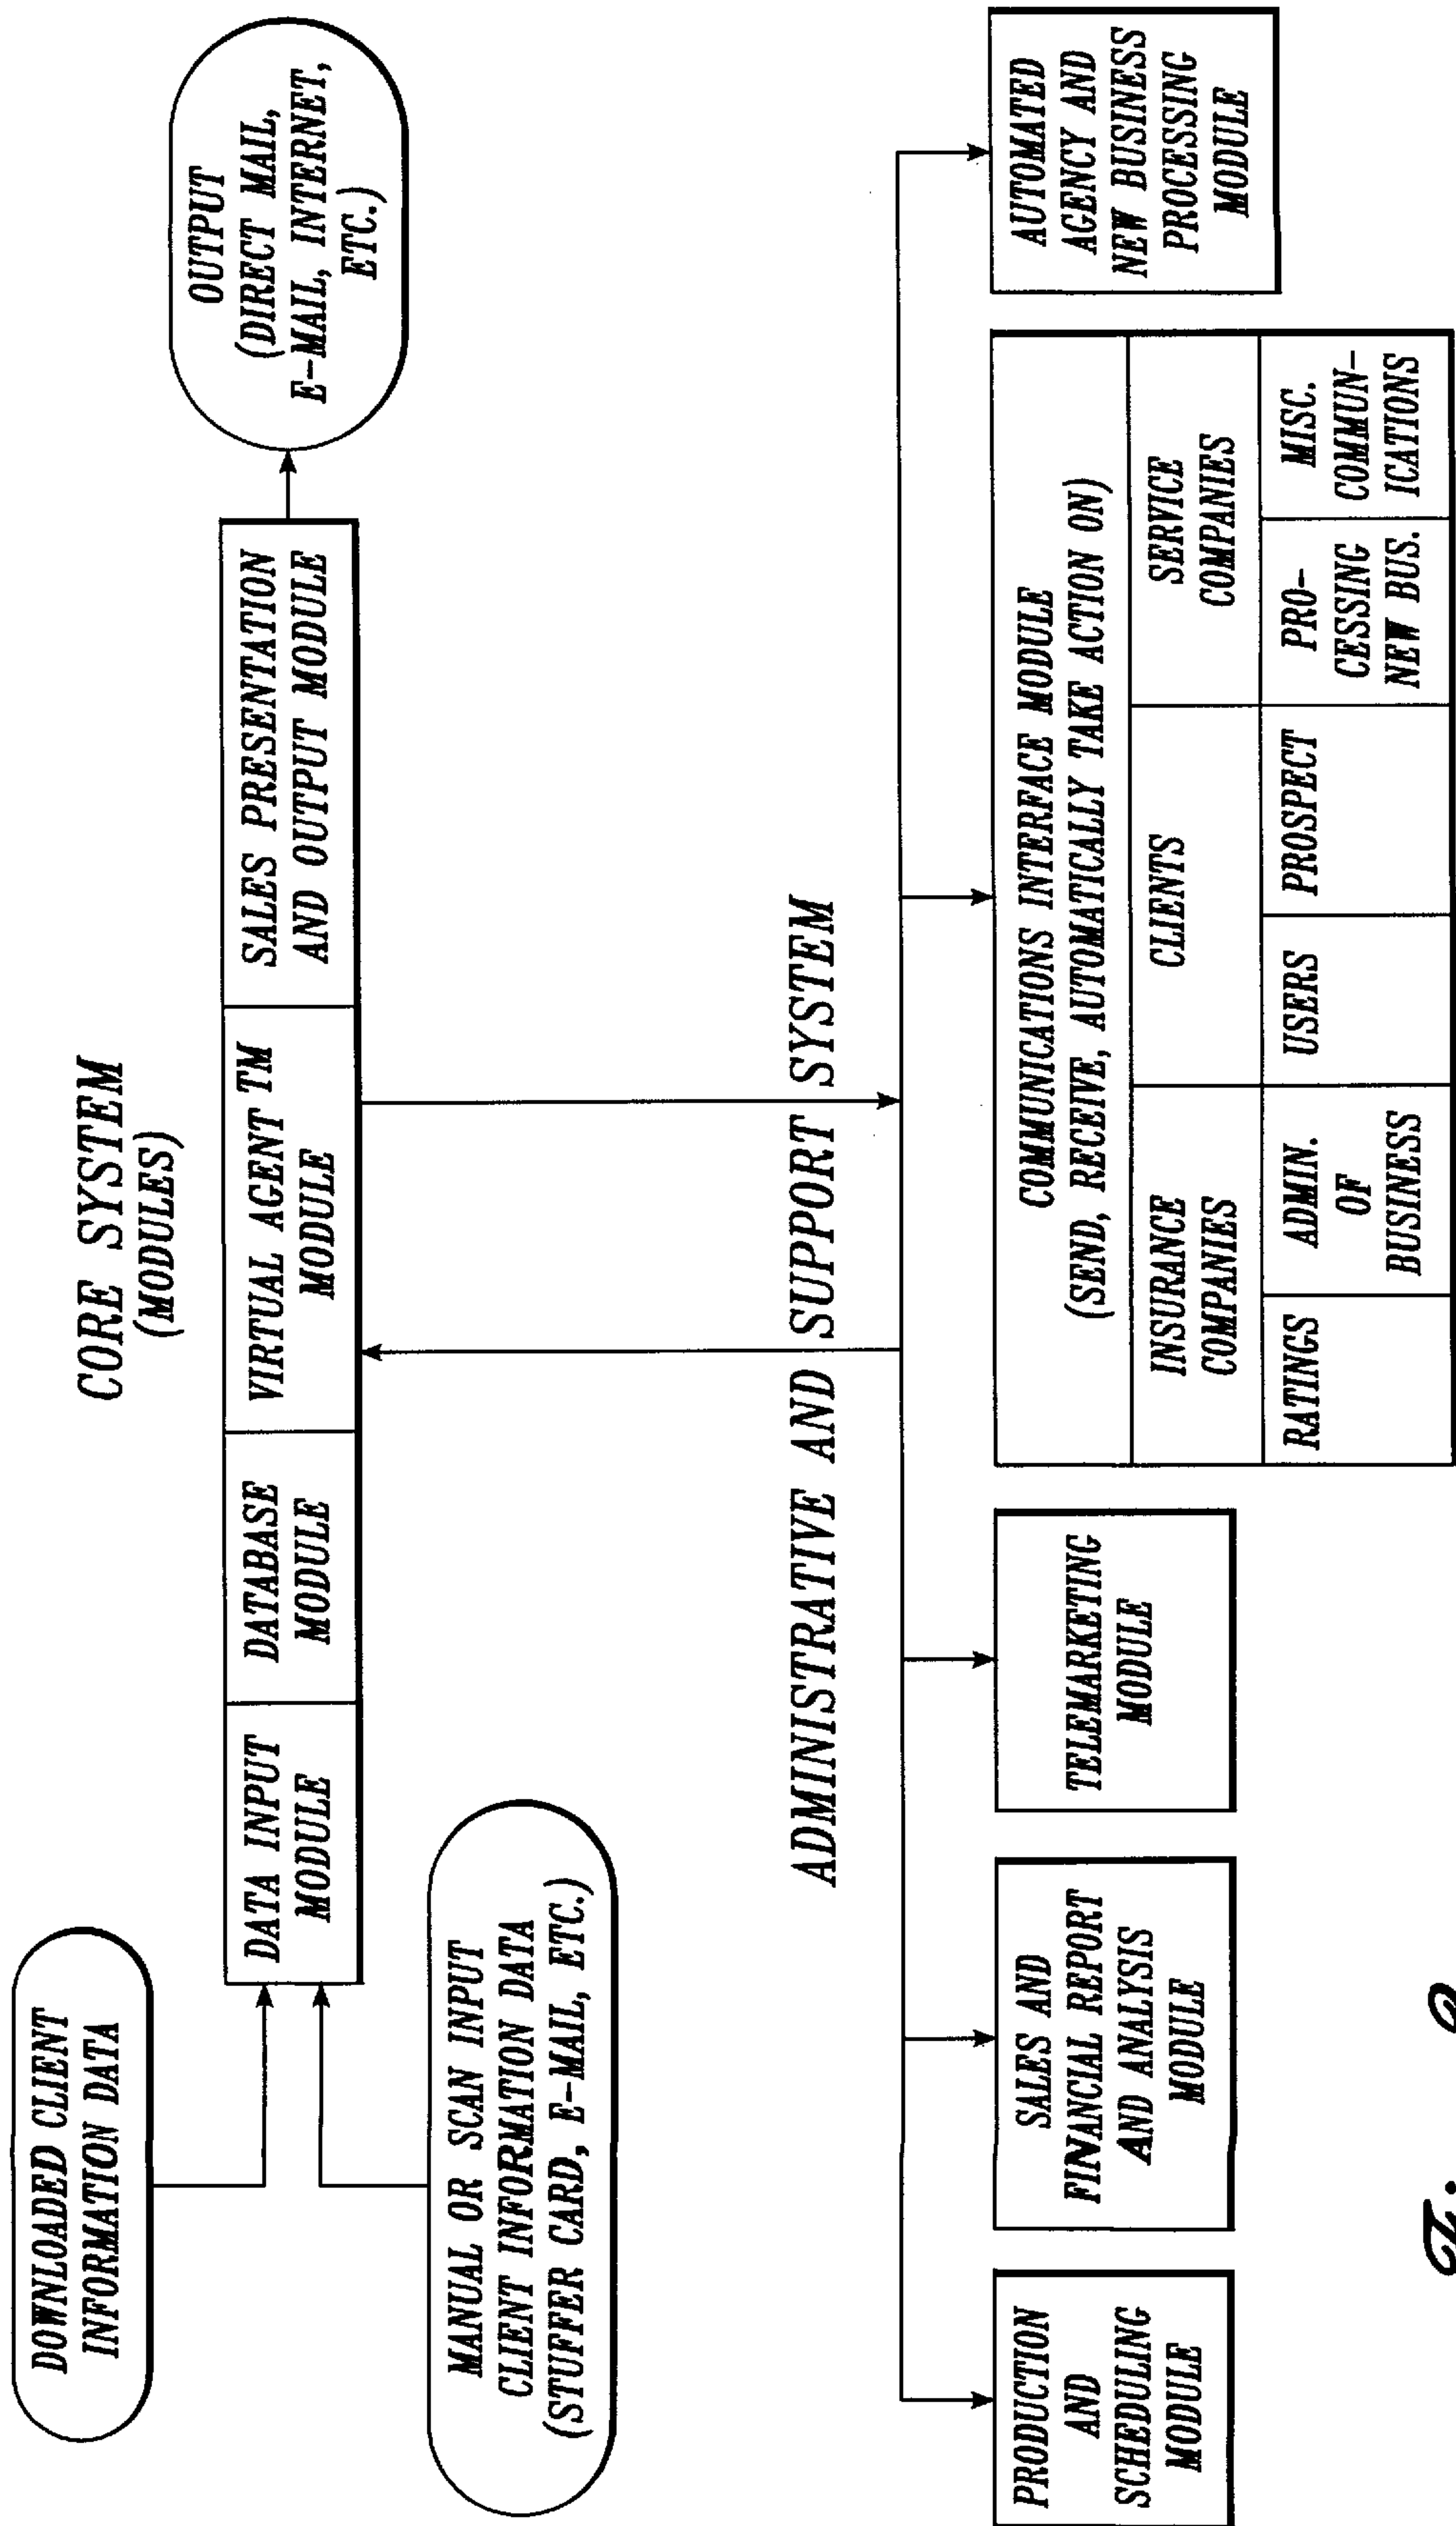 CORE SYSTEM
(MODULES)
DOWNLOADED CLIENT
INFORMATION DATA
MANUAL OR SCAN INPUT
CLIENT INFORMATION DATA
(STUFFER CARD, E-MAIL, ETC.)
DATA INPUT
MODULE
DATABASE
MODULE
VIRTUAL AGENT TM
MODULE
SALES PRESENTATION
AND OUTPUT MODULE
OUTPUT
(DIRECT MAIL,
E-MAIL, INTERNET,
ETC.)
ADMINISTRATIVE AND SUPPORT SYSTEM
PRODUCTION
AND
SCHEDULING
MODULE
SALES AND
FINANCIAL REPORT
AND ANALYSIS
MODULE
TELEMARKETING
MODULE
COMMUNICATIONS INTERFACE MODULE
(SEND, RECEIVE, AUTOMATICALLY TAKE ACTION ON)
INSURANCE
COMPANIES
CLIENTS
SERVICE
COMPANIES
RATINGS
ADMIN.
OF
BUSINESS
USERS
PROSPECT
PRO-
CESSING
NEW BUS.
MISC.
COMMUN-
ICATIONS
AUTOMATED
AGENCY AND
NEW BUSINESS
PROCESSING
MODULE